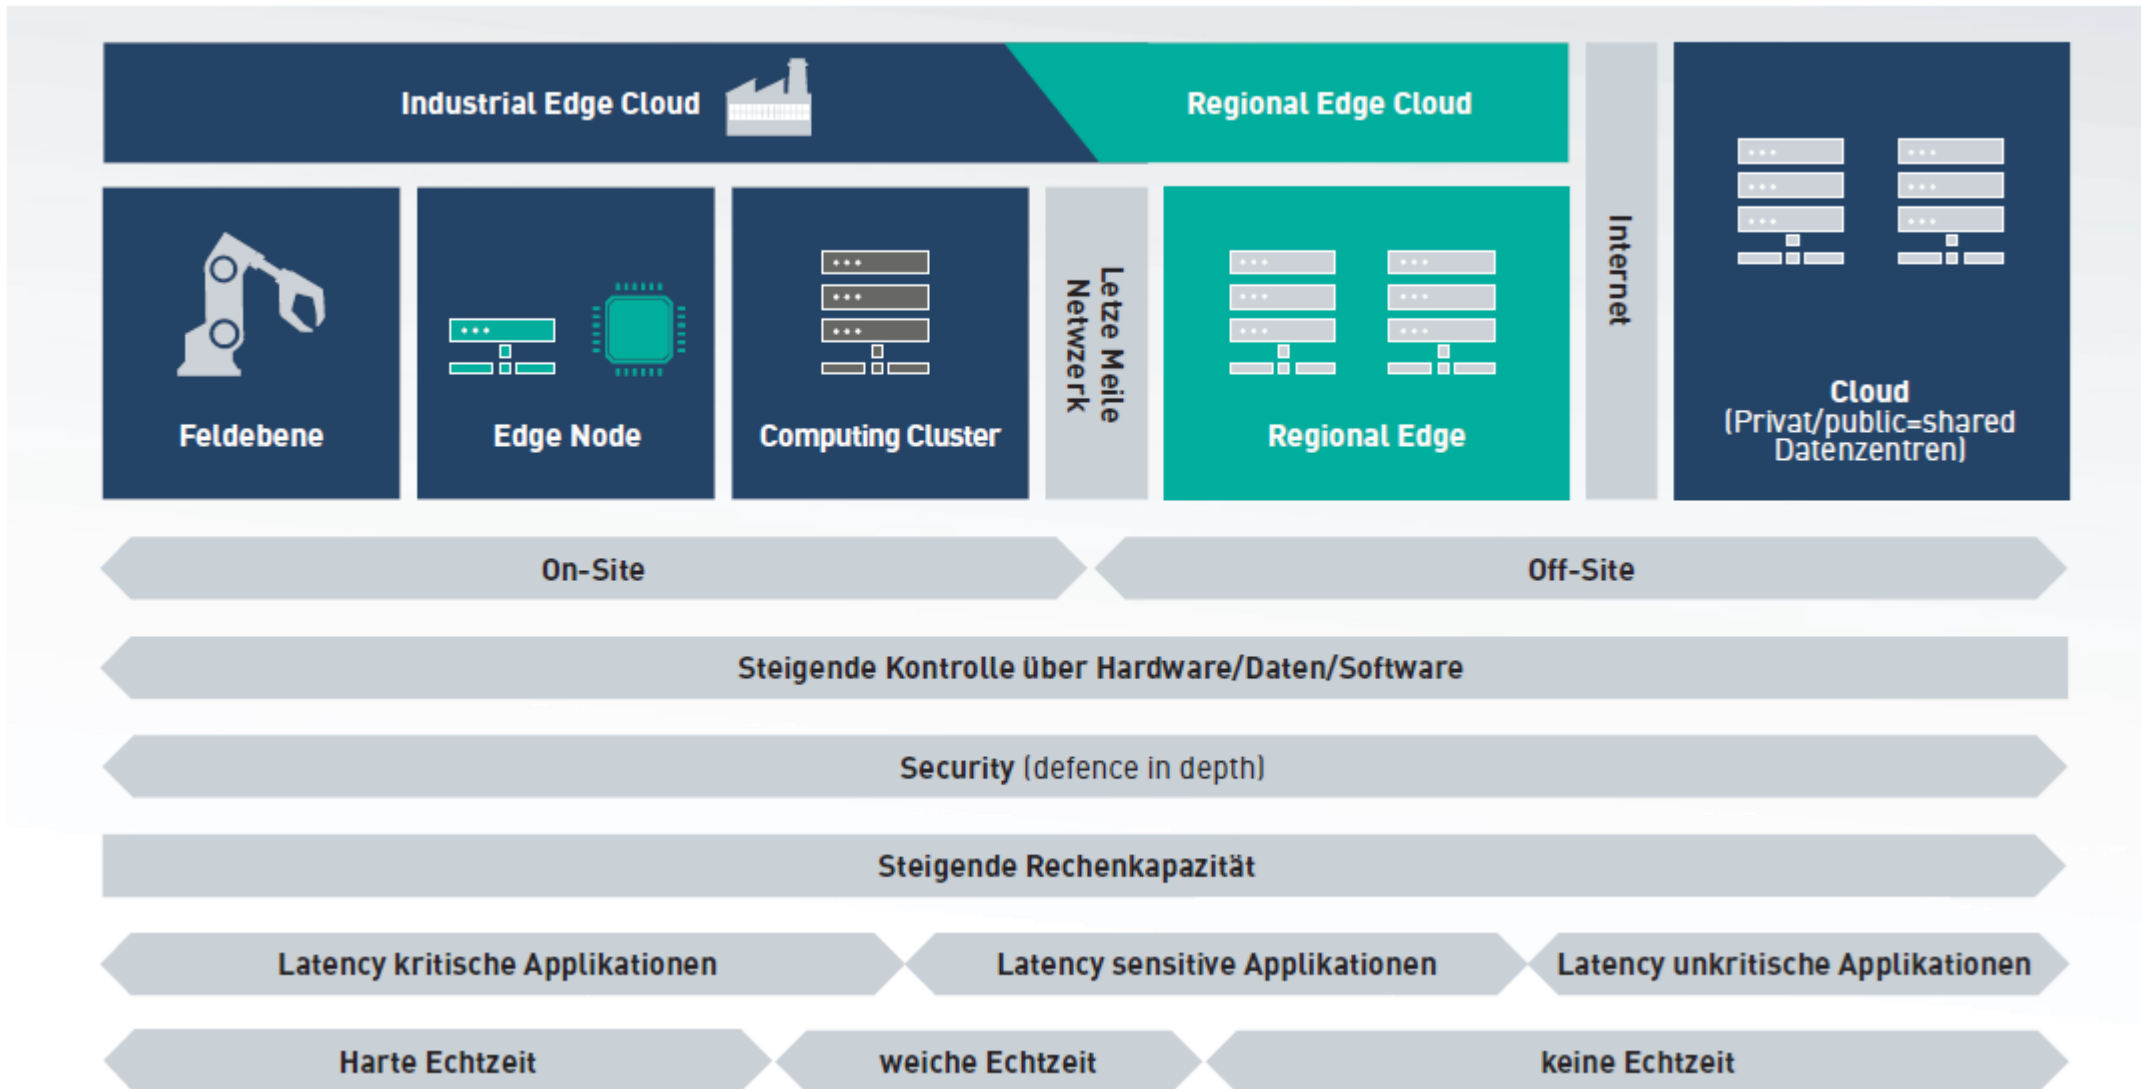 Industrial Edge Cloud
Regional Edge Cloud
Feldebene
Edge Node
Computing Cluster
Letze Meile
Netwzerk
Regional Edge
Internet
Cloud
(Privat/public=shared
Datenzentren)
On-Site
Off-Site
Steigende Kontrolle über Hardware/Daten/Software
Security (defence in depth)
Steigende Rechenkapazität
Latency kritische Applikationen
Latency sensitive Applikationen
Latency unkritische Applikationen
Harte Echtzeit
weiche Echtzeit
keine Echtzeit